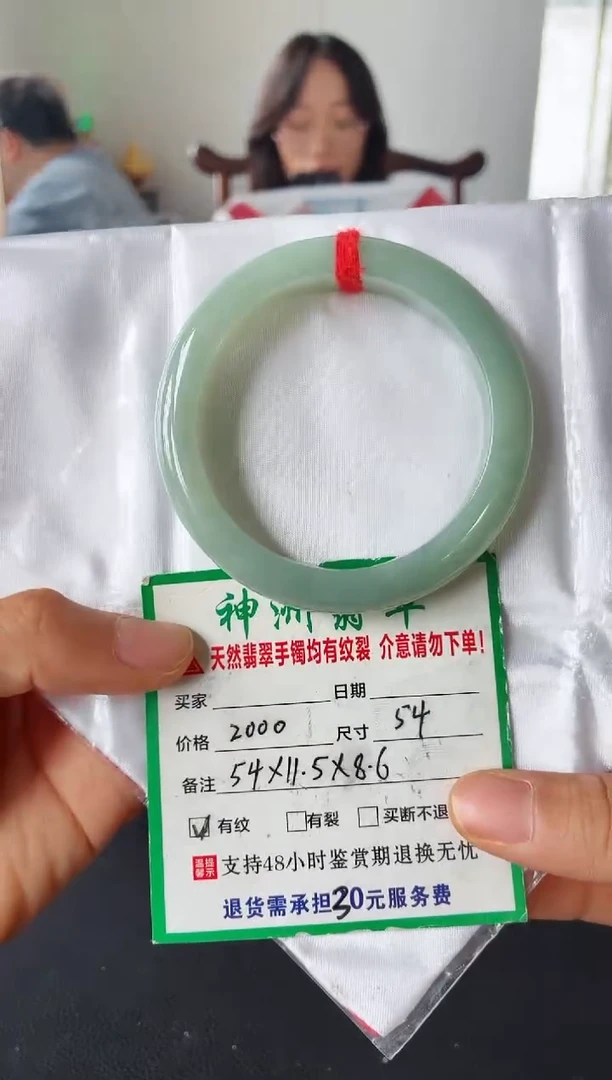 神洲翡翠
天然翡翠手镯均有纹裂 介意请勿下单!
买家 日期
价格 2000 尺寸 54
备注 54×11.5×8.6
☑有纹 ☐有裂 ☐买断不退
温馨提示 支持48小时鉴赏期退换无忧
退货需承担30元服务费